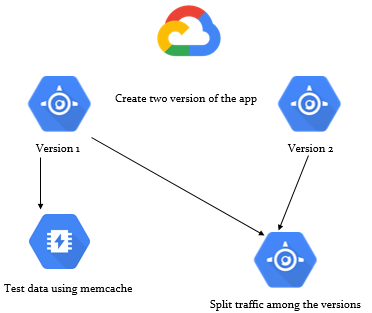 Create two version of the app
Version 1
Version 2
Test data using memcache
Split traffic among the versions